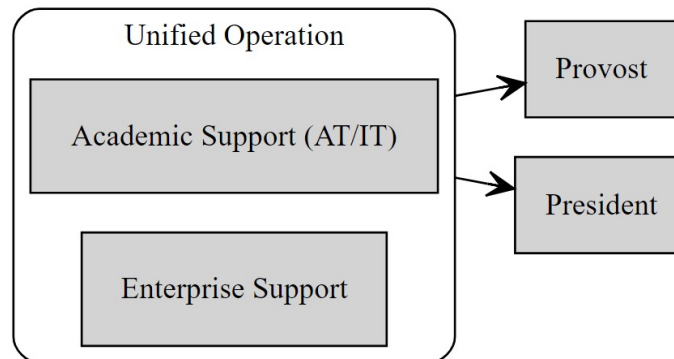 Unified Operation
Academic Support (AT/IT)
Enterprise Support
Provost
President